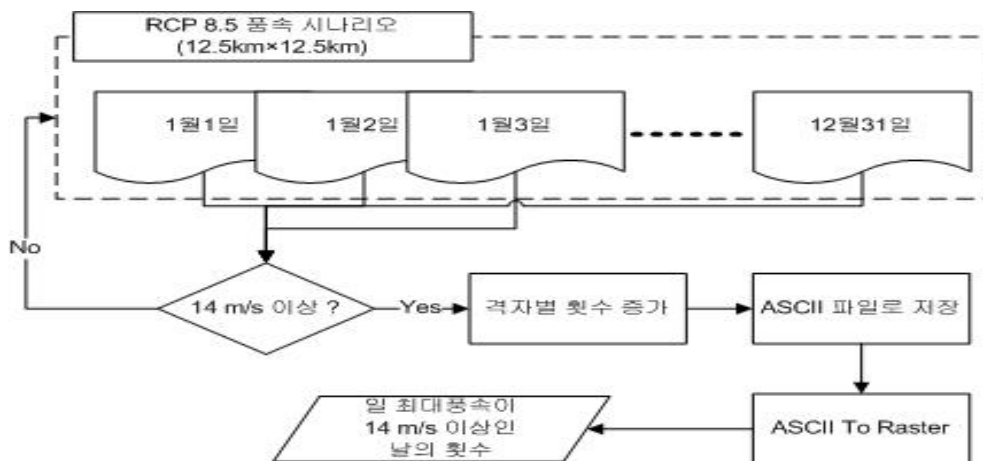 RCP 8.5 풍속 시나리오
(12.5km×12.5km)
1월1일
1월2일
1월3일
12월31일
No
14 m/s 이상 ?
Yes
격자별 횟수 증가
ASCII 파일로 저장
일 최대풍속이
14 m/s 이상인
날의 횟수
ASCII To Raster